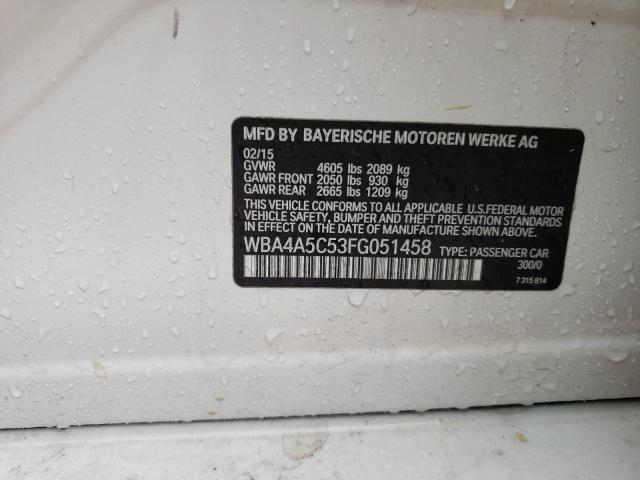 MFD BY BAYERISCHE MOTOREN WERKE AG
02/15
GVWR 4605 lbs 2089 kg
GAWR FRONT 2050 lbs 930 kg
GAWR REAR 2665 lbs 1209 kg
THIS VEHICLE CONFORMS TO ALL APPLICABLE U.S.FEDERAL MOTOR
VEHICLE SAFETY, BUMPER AND THEFT PREVENTION STANDARDS
IN EFFECT ON THE DATE OF MANUFACTURE SHOWN ABOVE.
WBA4A5C53FG051458 TYPE: PASSENGER CAR
300/0
7 315 814